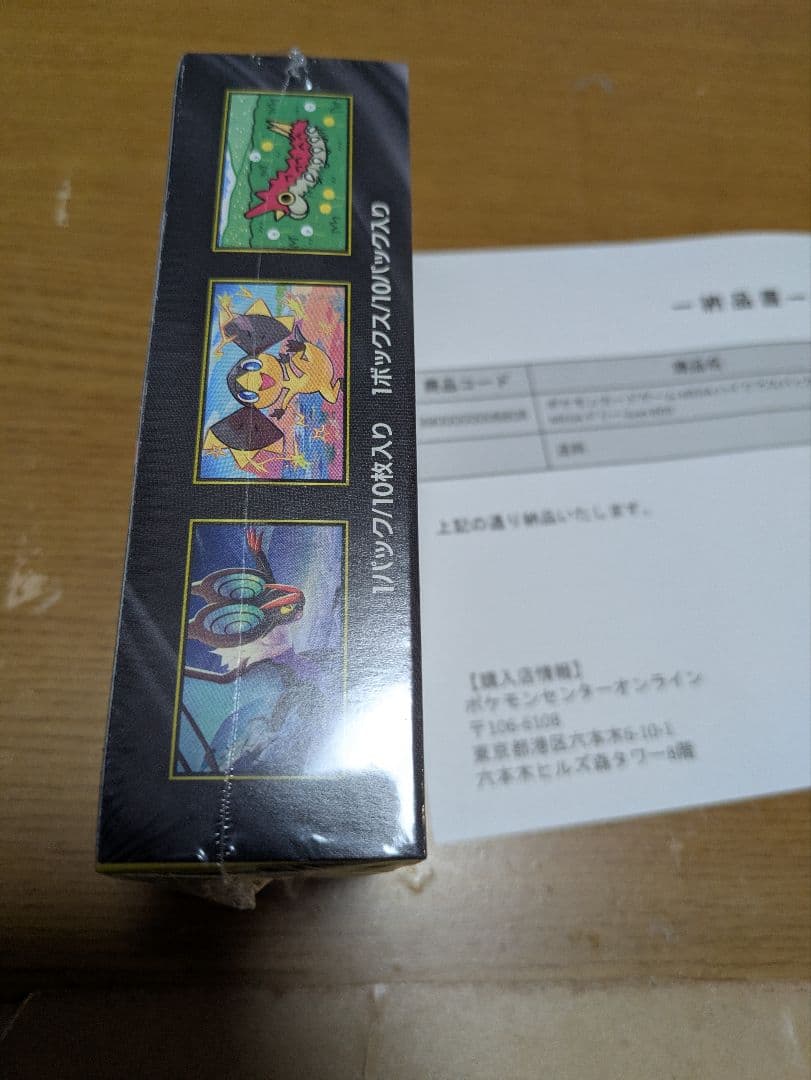 1パック/10枚入り 1ボックス/10パック入り
ー納品書ー
商品コード
商品名
送料
上記の通り納品いたします。
【購入店情報】
ポケモンセンターオンライン
〒106-6108
東京都港区六本木6-10-1
六本木ヒルズ森タワー8階